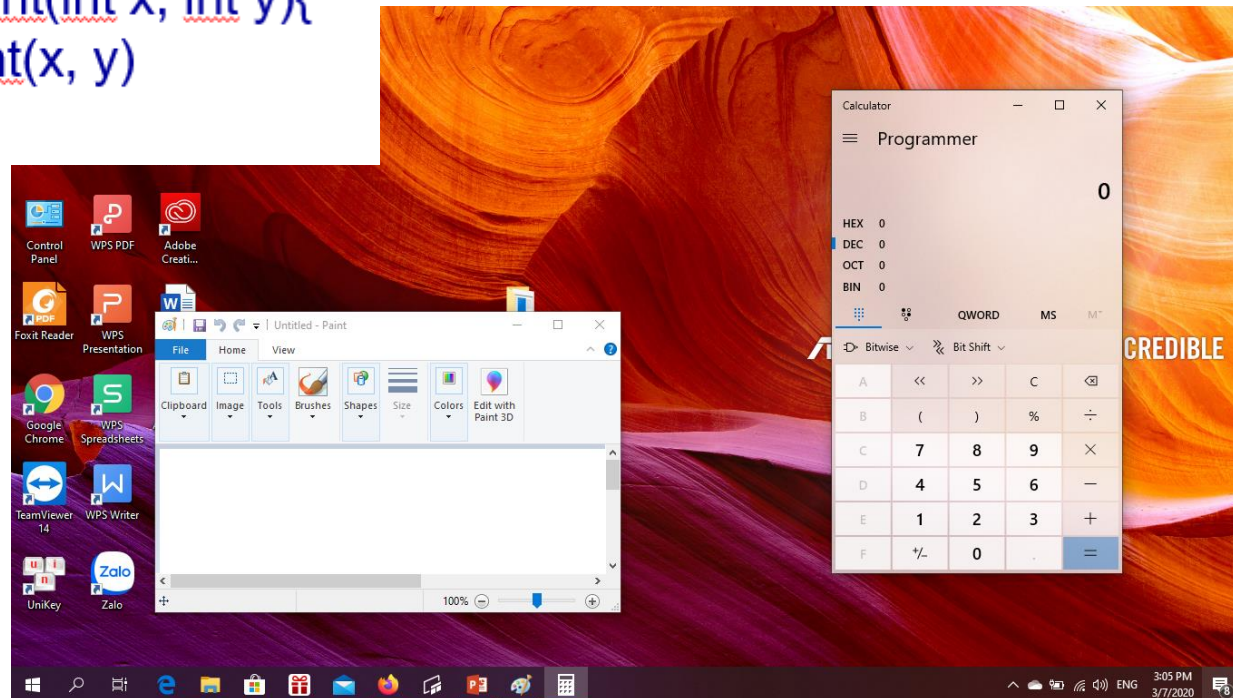 int(int x, int y){
nt(x, y)
Control
Panel
WPS PDF
Adobe
Creati...
Foxit Reader
WPS
Presentation
Google
Chrome
WPS
Spreadsheets
TeamViewer
14
WPS Writer
UniKey
Zalo
Untitled - Paint
File Home View
Clipboard Image Tools Brushes Shapes Size Colors Edit with
Paint 3D
100%
Calculator
Programmer
0
HEX 0
DEC 0
OCT 0
BIN 0
QWORD MS M
Bitwise Bit Shift
A << >> C
B ( ) % ÷
C 7 8 9 ×
D 4 5 6 −
E 1 2 3 +
F +/− 0 . =
CREDIBLE
ENG
3:05 PM
3/7/2020
8